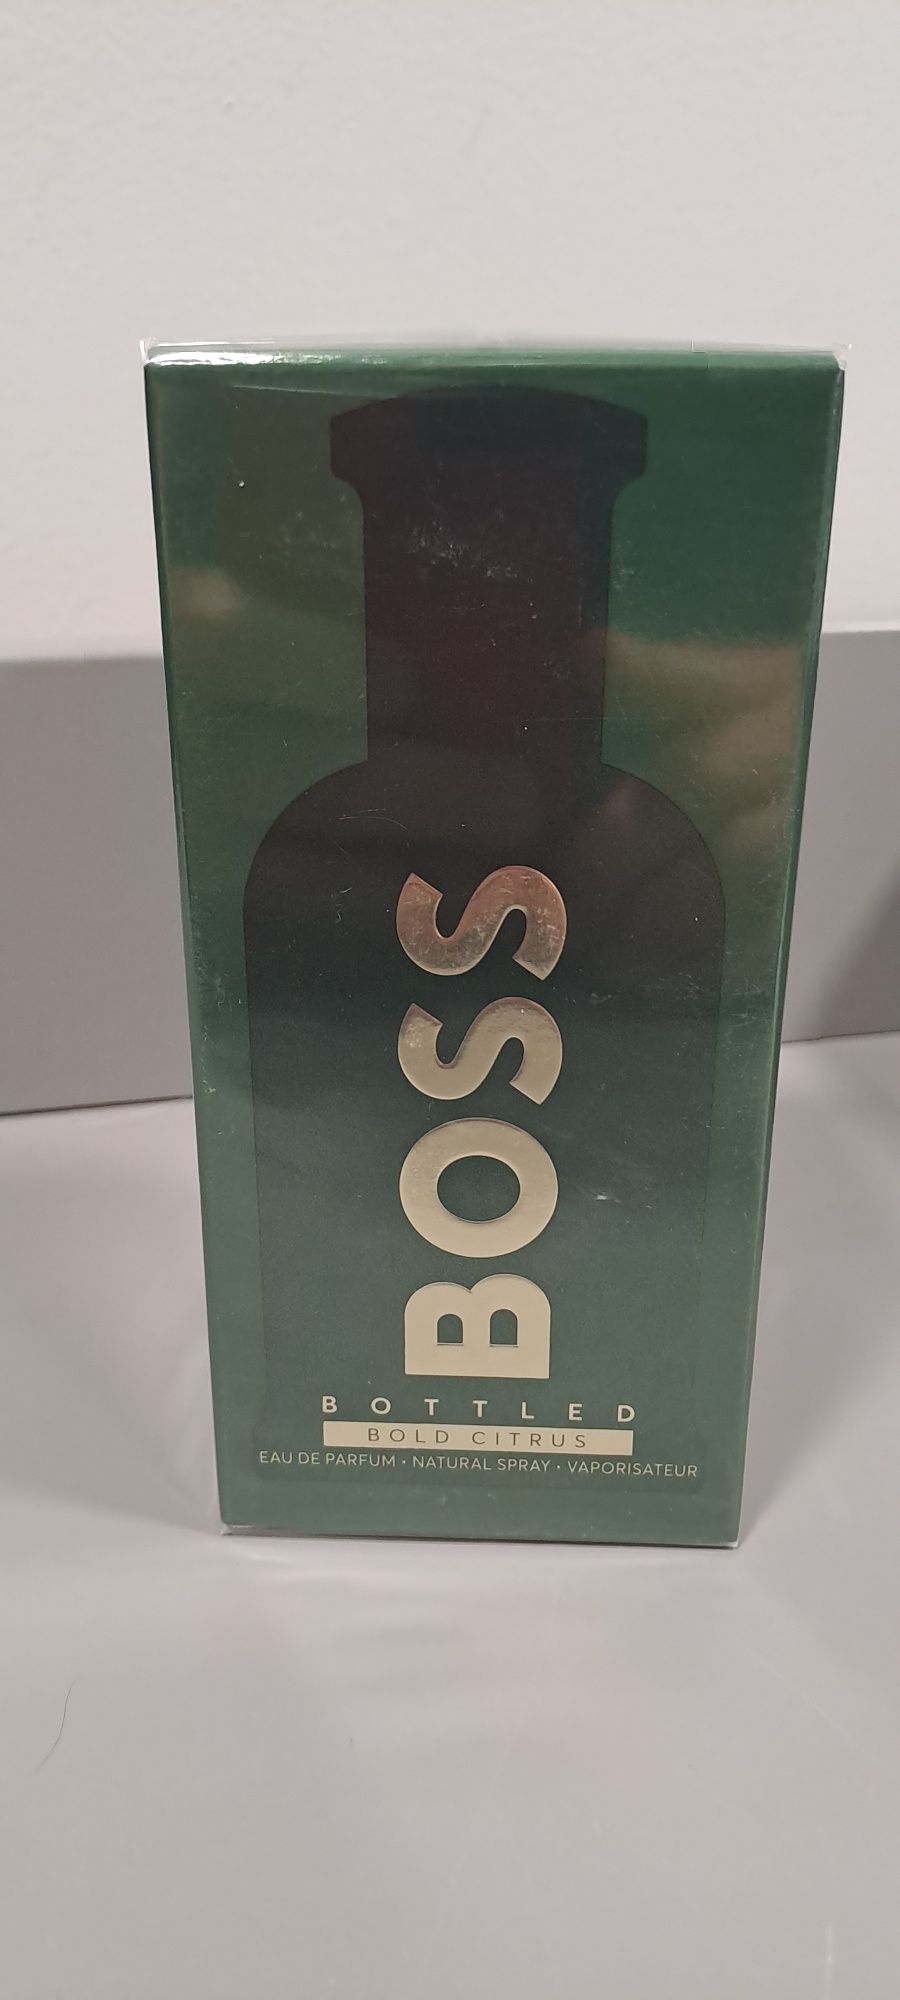 BOSS
BOTTLED
BOLD CITRUS
EAU DE PARFUM • NATURAL SPRAY • VAPORISATEUR